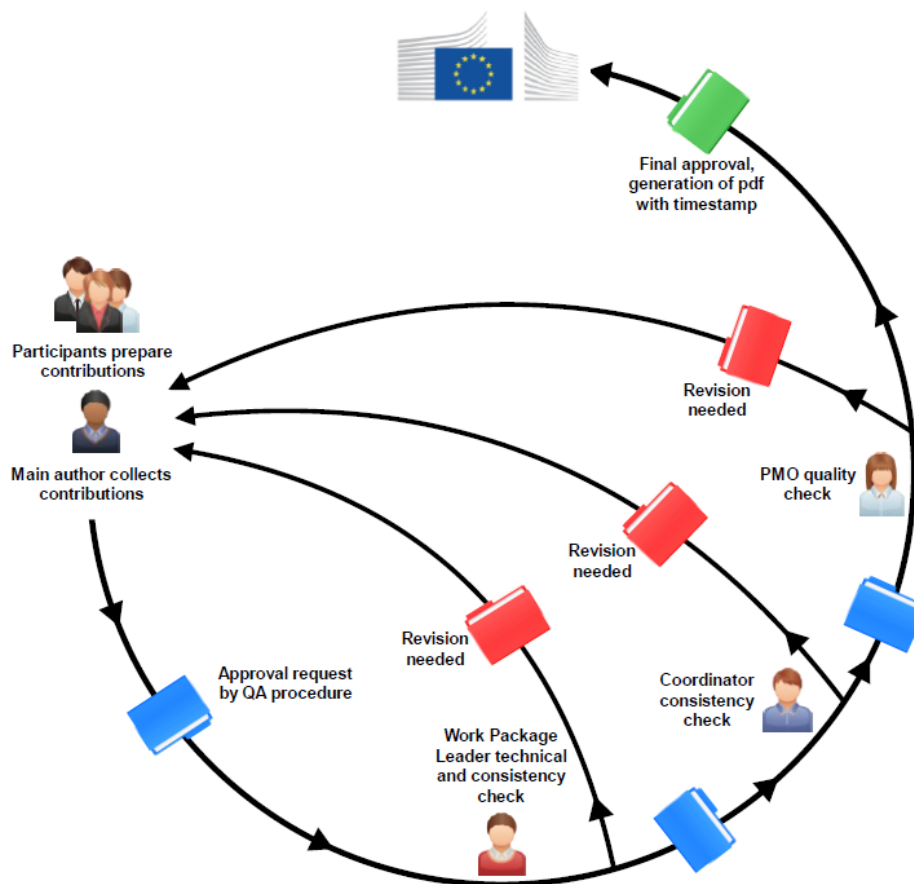 Final approval,
generation of pdf
with timestamp
Participants prepare
contributions
Main author collects
contributions
Revision
needed
PMO quality
check
Revision
needed
Approval request
by QA procedure
Revision
needed
Coordinator
consistency
check
Work Package
Leader technical
and consistency
check